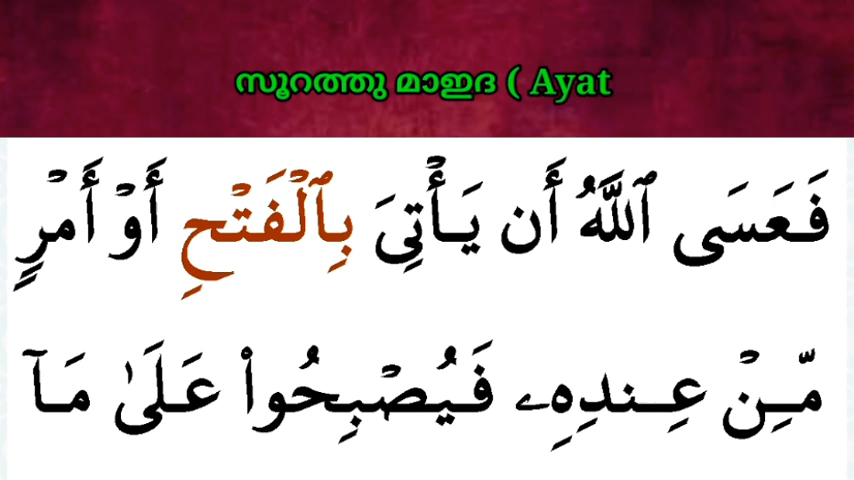 സൂറത്തു മാഇദ ( Ayat
فَعَسَى ٱللَّهُ أَن يَأْتِىَ بِٱلْفَتْحِ أَوْ أَمْرٍ
مِّنْ عِندِهِۦ فَيُصْبِحُوا۟ عَلَىٰ مَآ